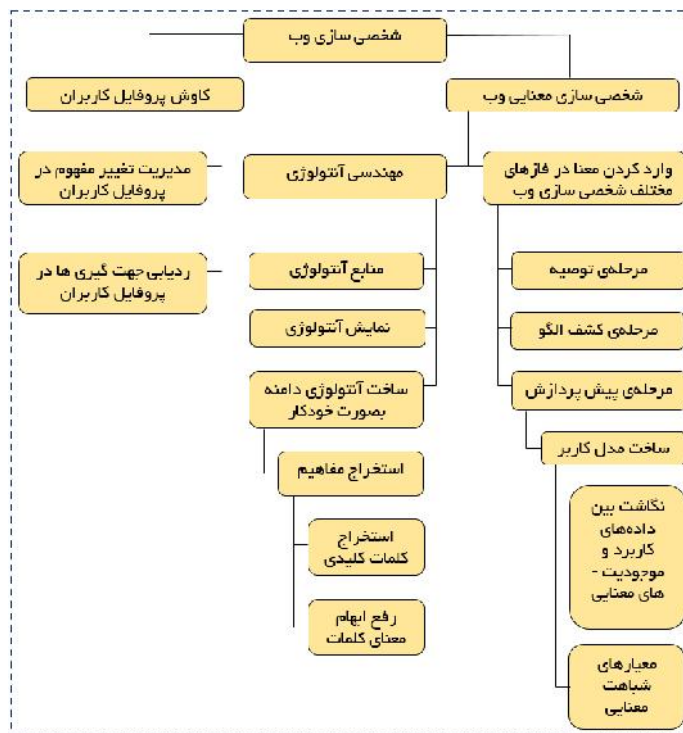 شخصی سازی وب
شخصی سازی معنایی وب
کاوش پروفایل کاربران
وارد کردن معنا در فازهای
مختلف شخصی سازی وب
مهندسی آنتولوژی
مدیریت تغییر مفهوم در
پروفایل کاربران
مرحله‌ی توصیه
منابع آنتولوژی
ردیابی جهت گیری ها در
پروفایل کاربران
مرحله‌ی کشف الگو
نمایش آنتولوژی
مرحله‌ی پیش پردازش
ساخت آنتولوژی دامنه
بصورت خودکار
ساخت مدل کاربر
استخراج مفاهیم
نگاشت بین
داده‌های
کاربرد و
موجودیت -
های معنایی
استخراج
کلمات کلیدی
رفع ابهام
معنای کلمات
معیارهای
شباهت
معنایی